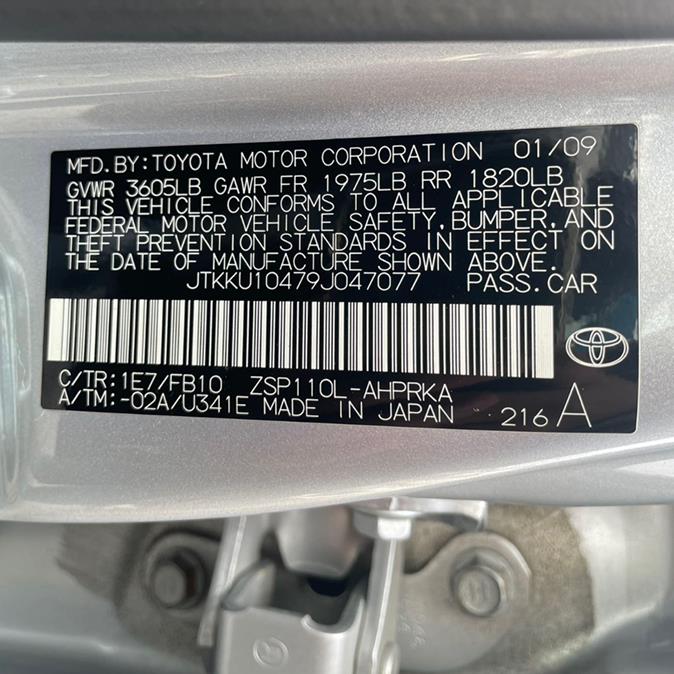 MFD.BY:TOYOTA MOTOR CORPORATION 01/09
GVWR 3605LB GAWR FR 1975LB RR 1820LB
THIS VEHICLE CONFORMS TO ALL APPLICABLE
FEDERAL MOTOR VEHICLE SAFETY,BUMPER,AND
THEFT PREVENTION STANDARDS IN EFFECT ON
THE DATE OF MANUFACTURE SHOWN ABOVE.
JTKKU10479J047077 PASS.CAR
C/TR:1E7/FB10 ZSP110L-AHPRKA
A/TM:-02A/U341E MADE IN JAPAN 216 A